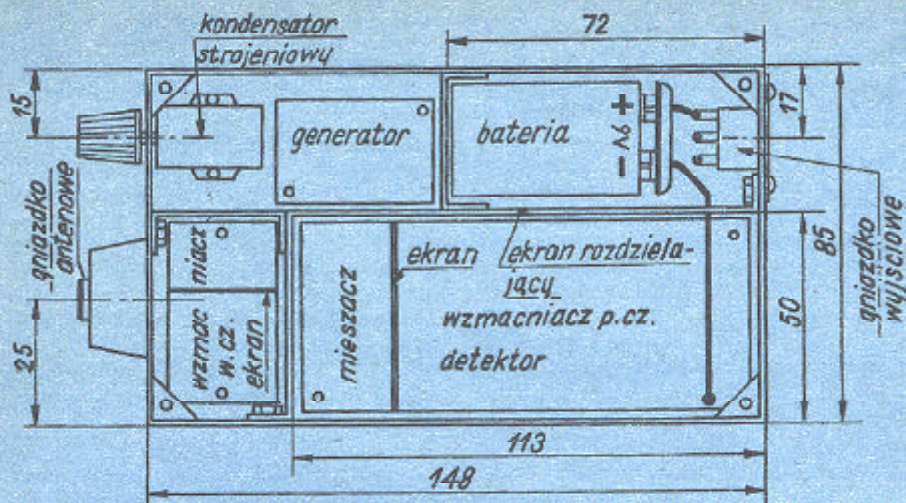 kondensator
strojeniowy
72
15
generator
bateria
+ 9V −
17
gniazdko
antenowe
wzmac
niacz
w.cz.
ekran
mieszacz
ekran
ekran rozdziela-
jący
wzmacniacz p.cz.
detektor
50
85
gniazdko
wyjściowe
25
113
148